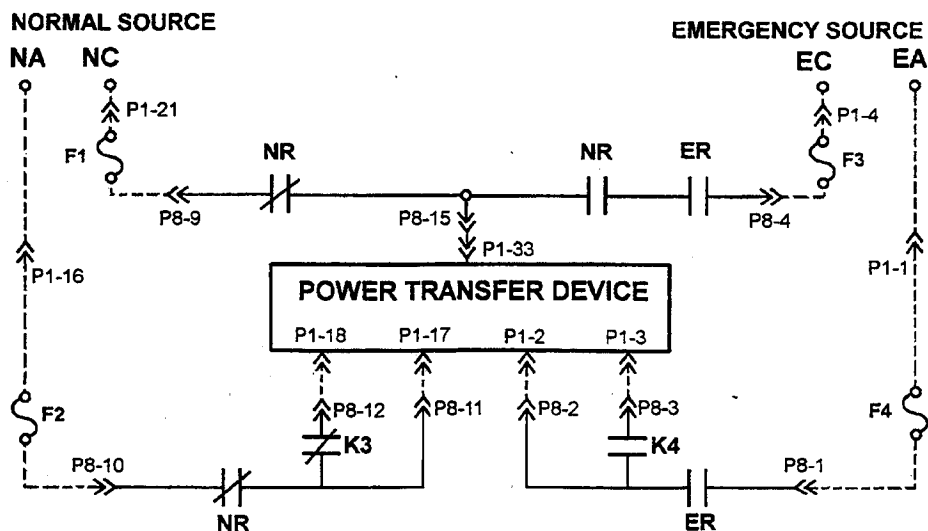 NORMAL SOURCE
EMERGENCY SOURCE
NA
NC
EC
EA
P1-21
P1-4
F1
NR
NR
ER
F3
P8-9
P8-15
P8-4
P1-33
P1-16
P1-1
POWER TRANSFER DEVICE
P1-18
P1-17
P1-2
P1-3
F2
P8-12
P8-11
P8-2
P8-3
F4
K3
K4
P8-10
P8-1
NR
ER